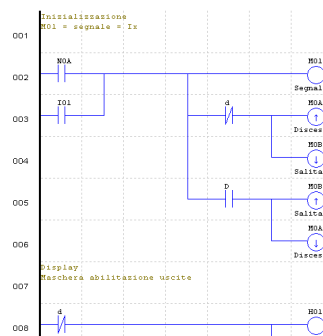 Inizializzazione
M01 = segnale = Ix
001
N0A M01
002
Segnal
I01 d M0A
003
Disces
M0B
004
Salita
D M0B
005
Salita
M0A
006
Disces
Display
Maschera abilitazione uscite
007
d H01
008